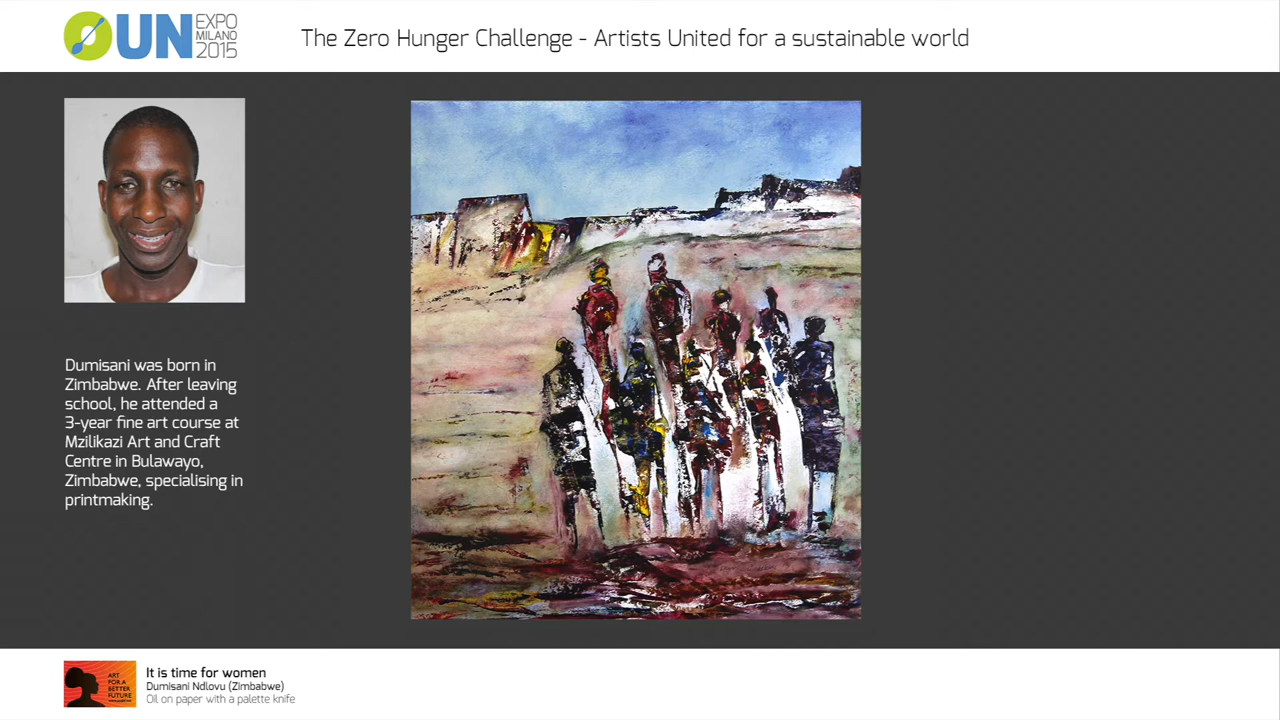 UN
EXPO
MILANO
2015
The Zero Hunger Challenge - Artists United for a sustainable world
Dumisani was born in
Zimbabwe. After leaving
school, he attended a
3-year fine art course at
Mzilikazi Art and Craft
Centre in Bulawayo,
Zimbabwe, specialising in
printmaking.
ART
FOR A
BETTER
FUTURE
It is time for women
Dumisani Ndlovu (Zimbabwe)
Oil on paper with a palette knife